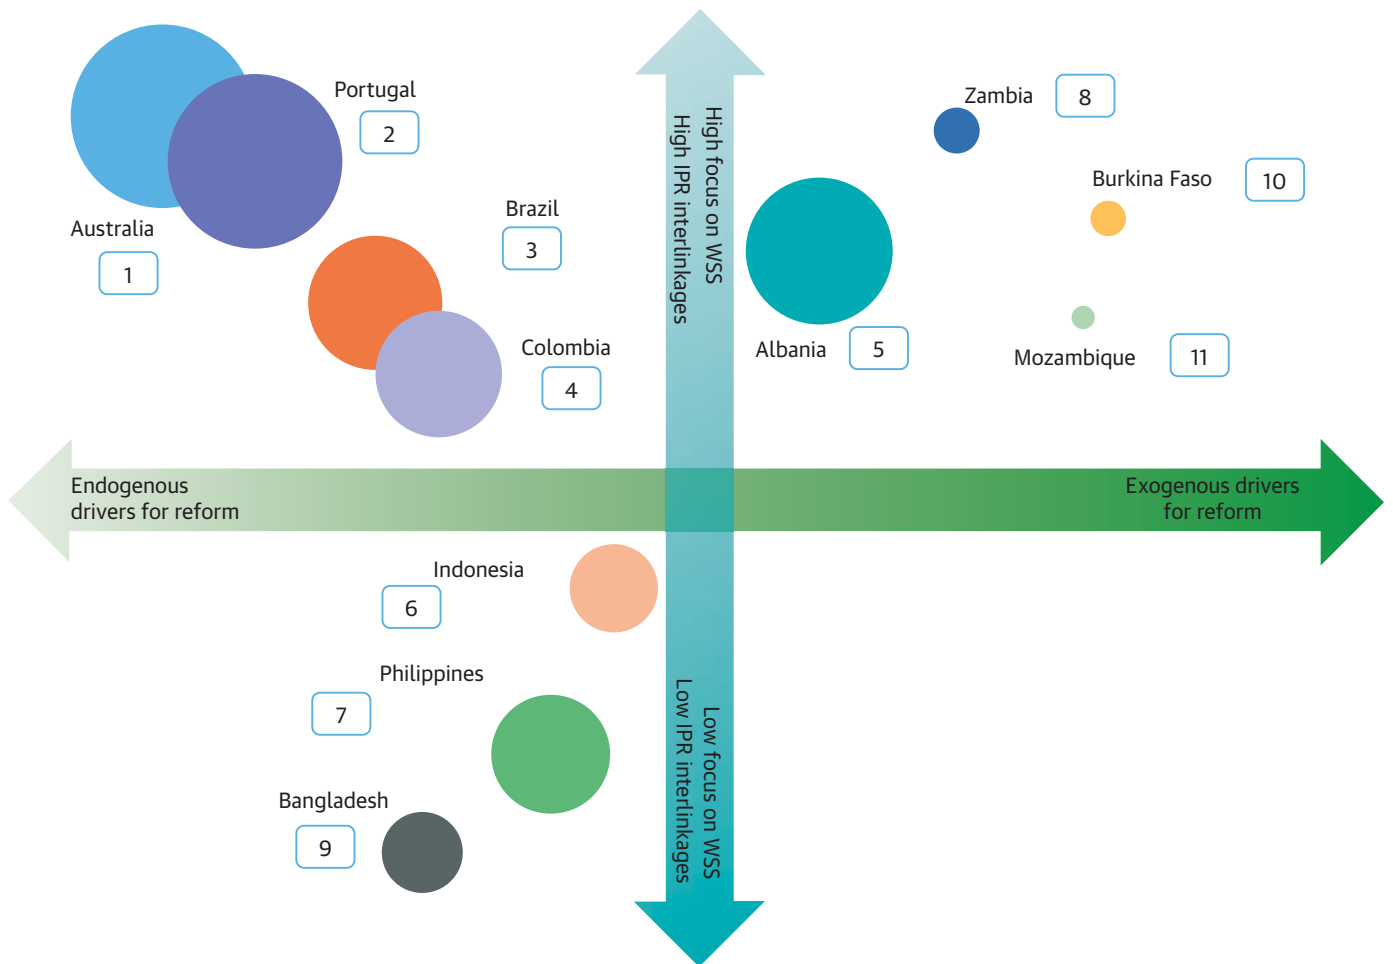 Portugal
2
Australia
1
Brazil
3
Colombia
4
High focus on WSS
High IPR interlinkages
Zambia
8
Burkina Faso
10
Albania
5
Mozambique
11
Endogenous
drivers for reform
Exogenous drivers
for reform
Indonesia
6
Philippines
7
Bangladesh
9
Low focus on WSS
Low IPR interlinkages